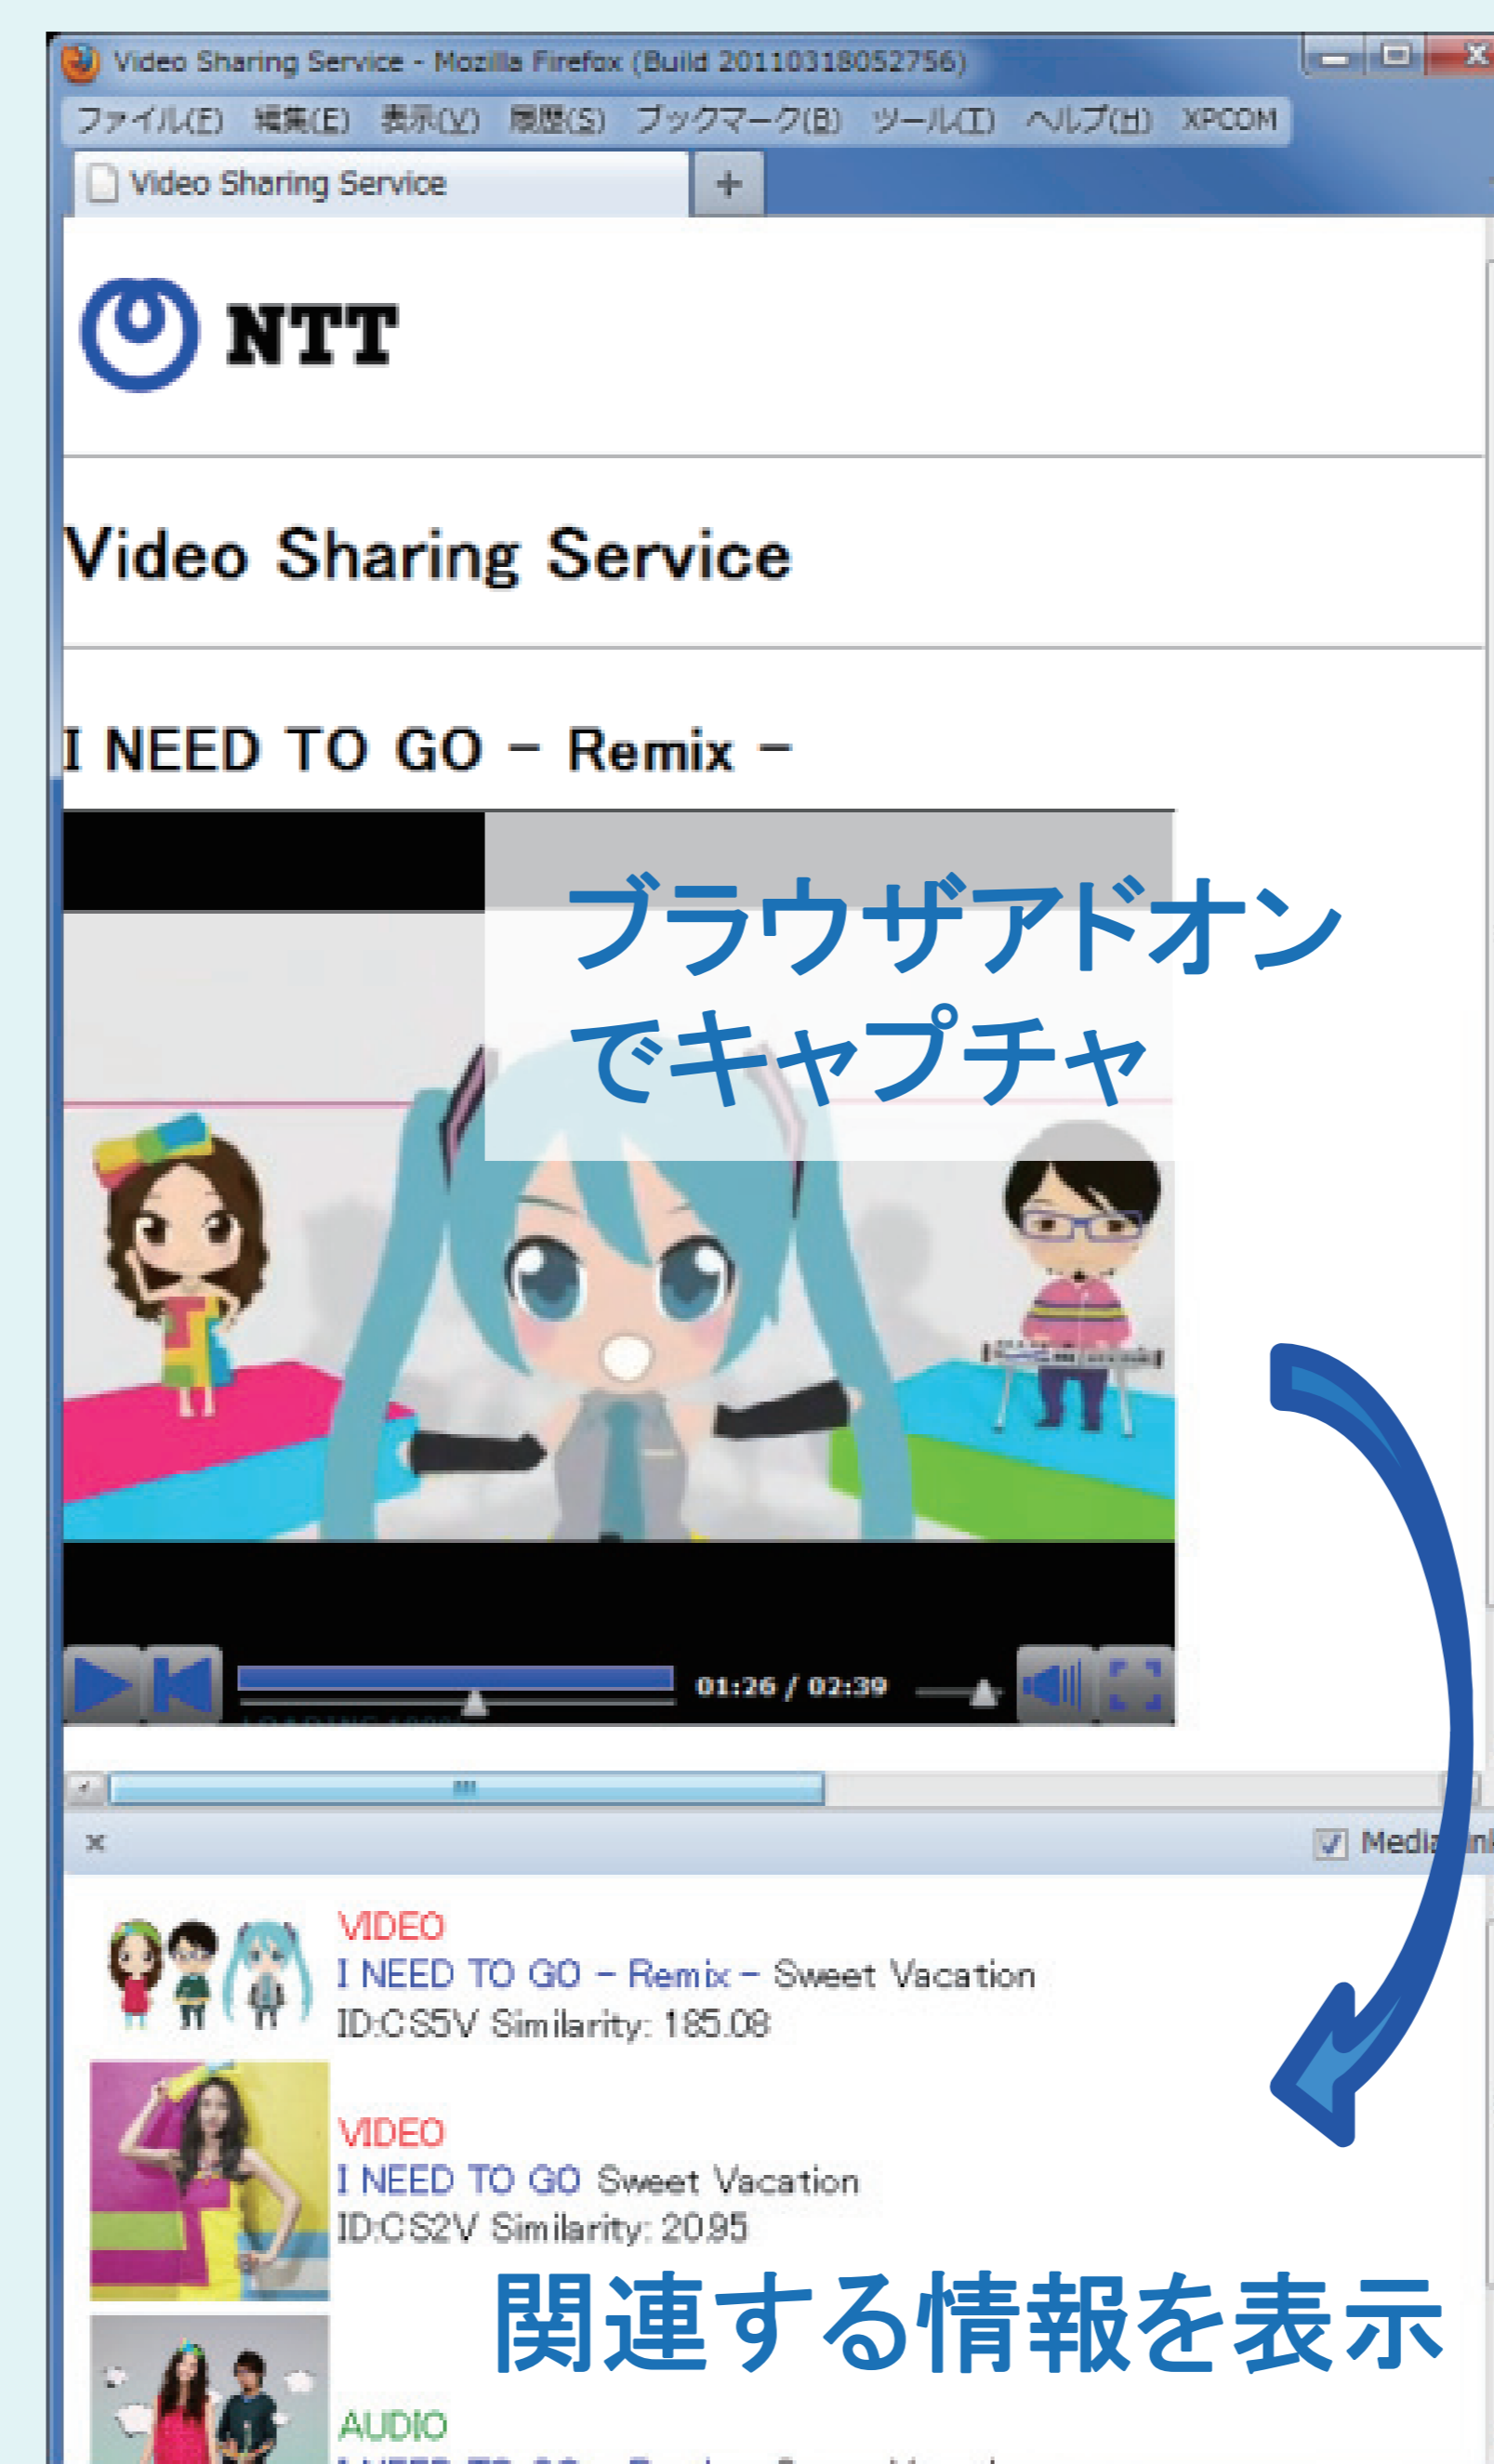 Video Sharing Service - Mozilla Firefox (Build 20110318052756)
ファイル(F) 編集(E) 表示(V) 履歴(S) ブックマーク(B) ツール(T) ヘルプ(H) XPCOM
Video Sharing Service
NTT
Video Sharing Service
I NEED TO GO - Remix -
ブラウザアドオン
でキャプチャ
01:26 / 02:39
Media
VIDEO
I NEED TO GO - Remix - Sweet Vacation
ID:CS5V Similarity: 185.08
VIDEO
I NEED TO GO Sweet Vacation
ID:CS2V Similarity: 20.95
関連する情報を表示
AUDIO